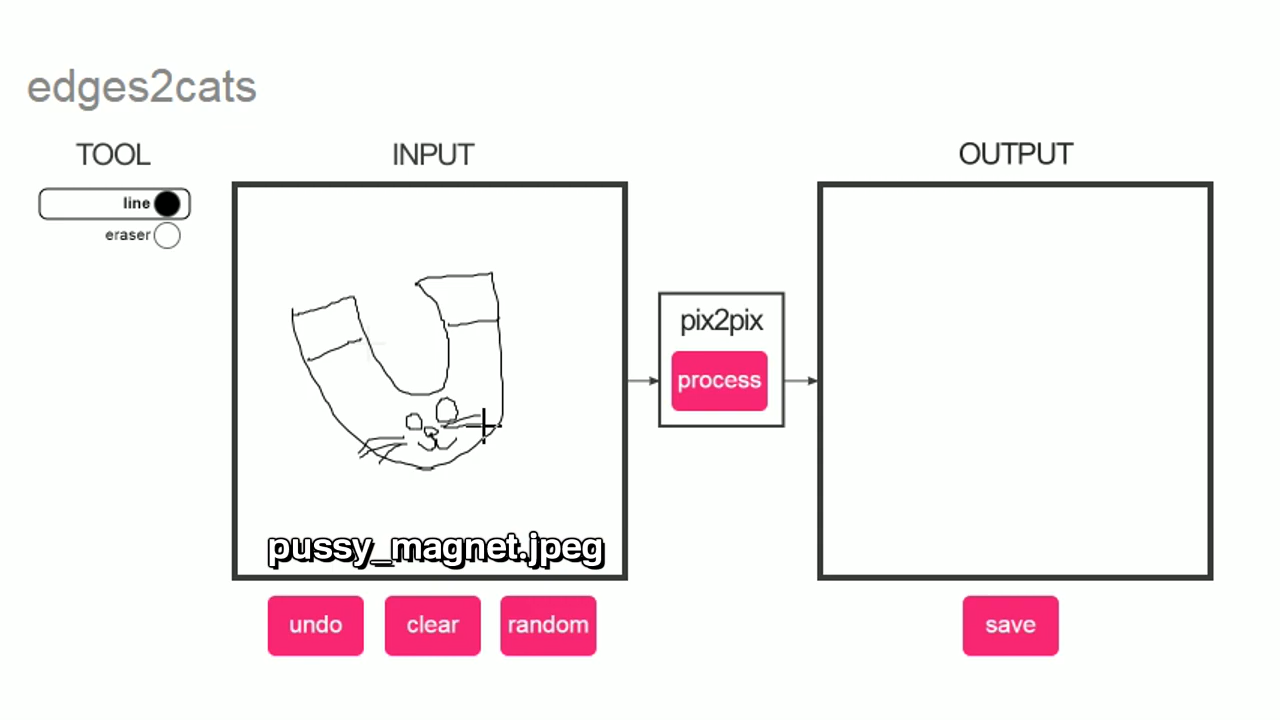 edges2cats
TOOL
INPUT
OUTPUT
line
eraser
pix2pix
process
pussy_magnet.jpeg
undo
clear
random
save